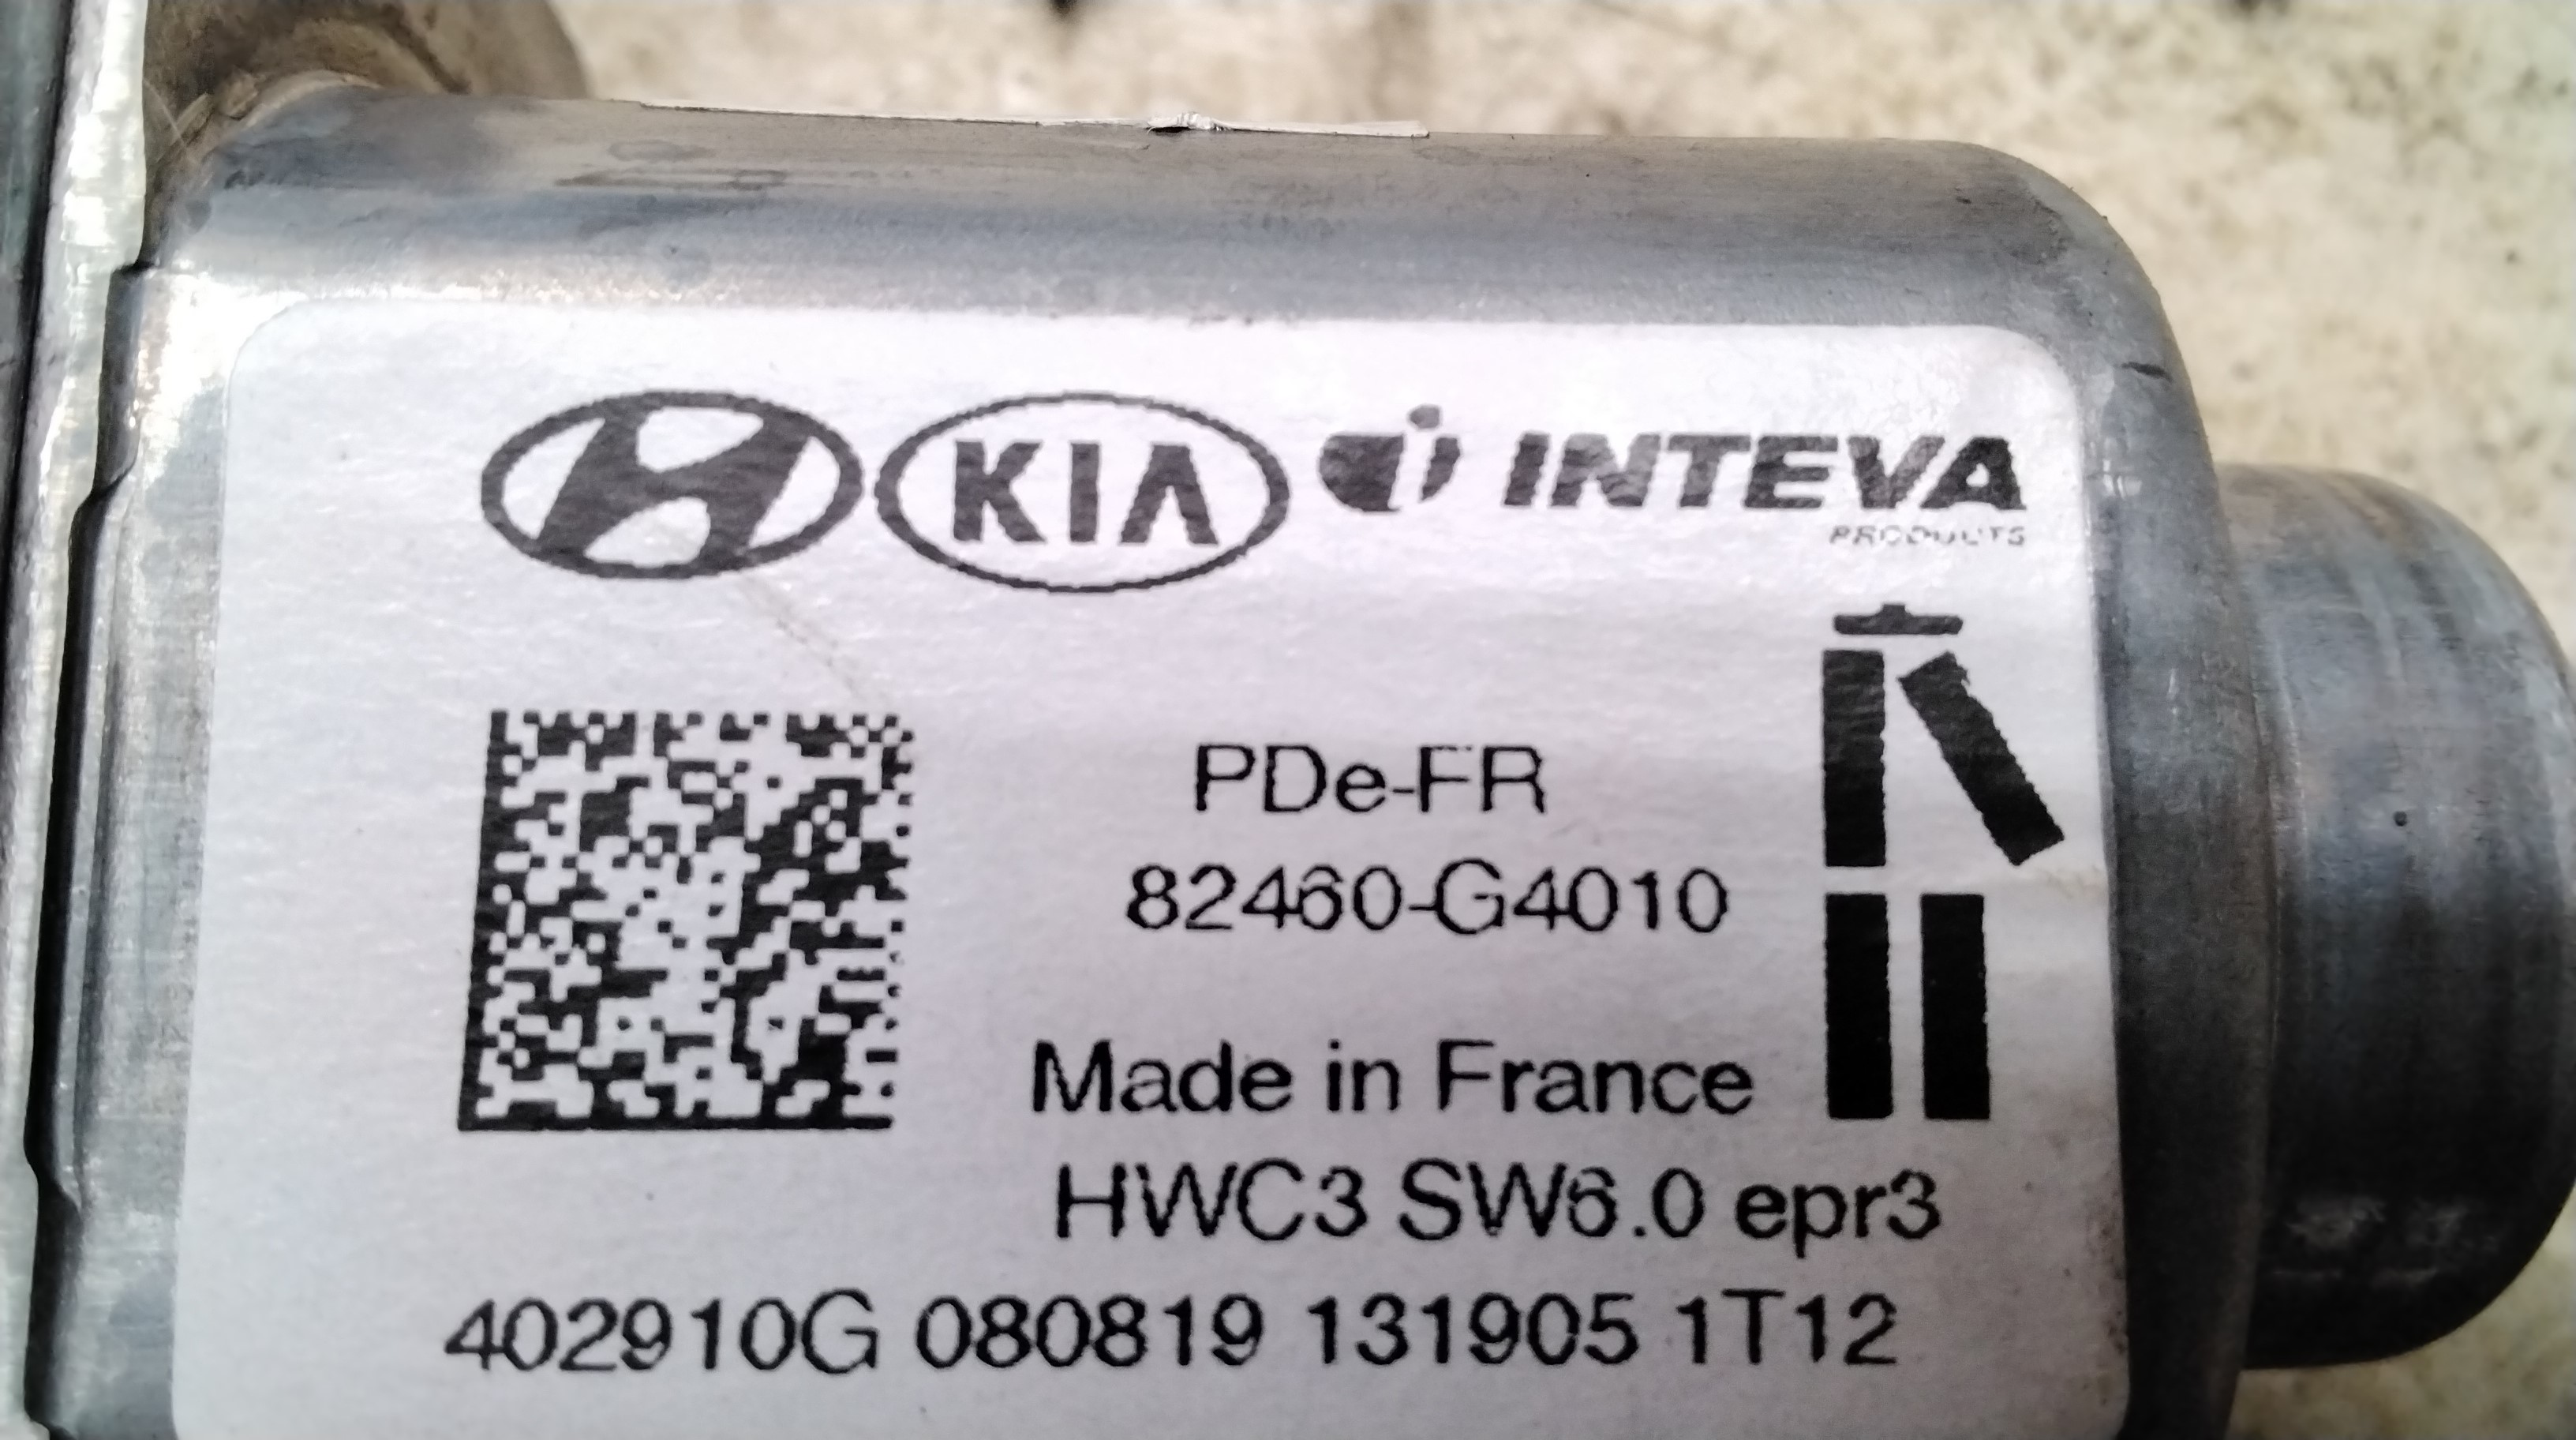 KIA INTEVA
PRODUCTS
PDe-FR
82460-G4010
Made in France
HWC3 SW6.0 epr3
402910G 080819 131905 1T12